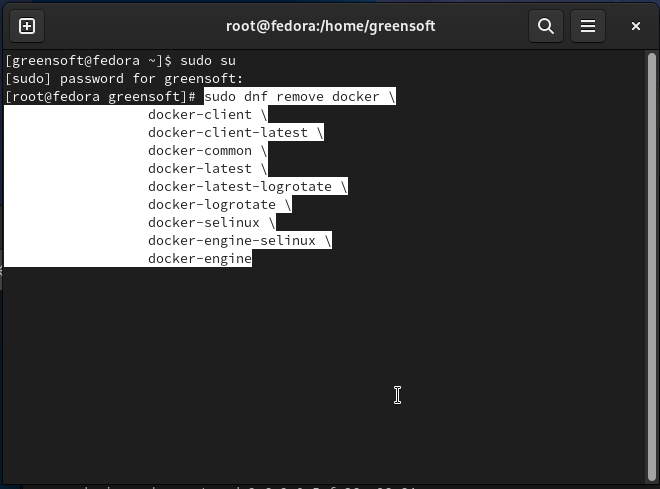 root@fedora:/home/greensoft
[greensoft@fedora ~]$ sudo su
[sudo] password for greensoft:
[root@fedora greensoft]# sudo dnf remove docker \
docker-client \
docker-client-latest \
docker-common \
docker-latest \
docker-latest-logrotate \
docker-logrotate \
docker-selinux \
docker-engine-selinux \
docker-engine